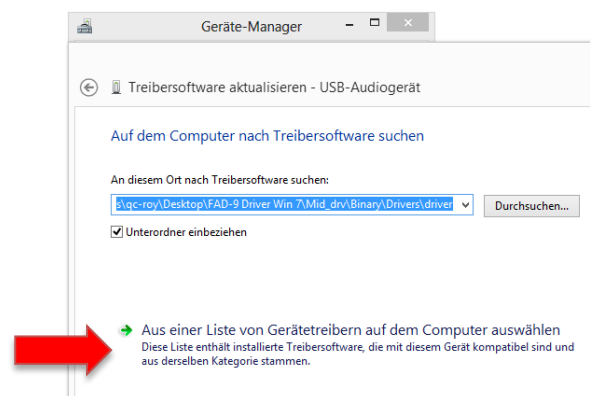 Geräte-Manager
Treibersoftware aktualisieren - USB-Audiogerät
Auf dem Computer nach Treibersoftware suchen
An diesem Ort nach Treibersoftware suchen:
s\qc-roy\Desktop\FAD-9 Driver Win 7\Mid_drv\Binary\Drivers\driver
Durchsuchen...
Unterordner einbeziehen
Aus einer Liste von Gerätetreibern auf dem Computer auswählen
Diese Liste enthält installierte Treibersoftware, die mit diesem Gerät kompatibel sind und
aus derselben Kategorie stammen.